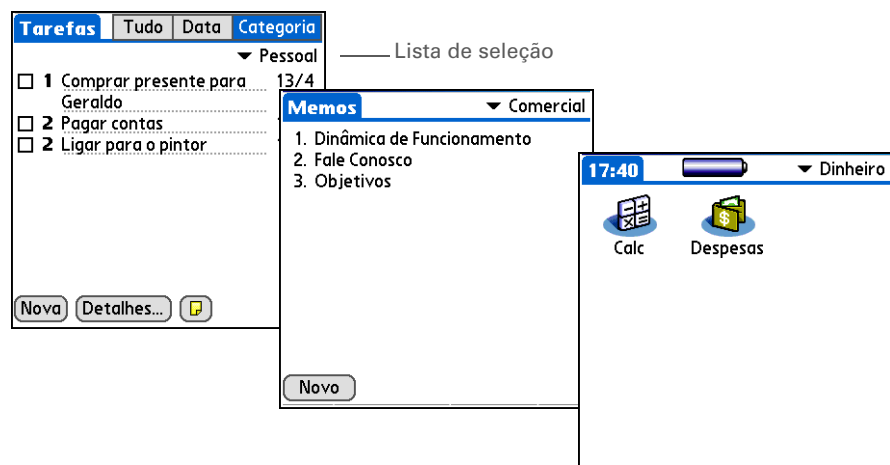 Tarefas Tudo Data Categoria
Pessoal
Lista de seleção
1 Comprar presente para 13/4
Geraldo
2 Pagar contas
2 Ligar para o pintor
Nova Detalhes...
Memos Comercial
1. Dinâmica de Funcionamento
2. Fale Conosco
3. Objetivos
Novo
17:40 Dinheiro
Calc Despesas